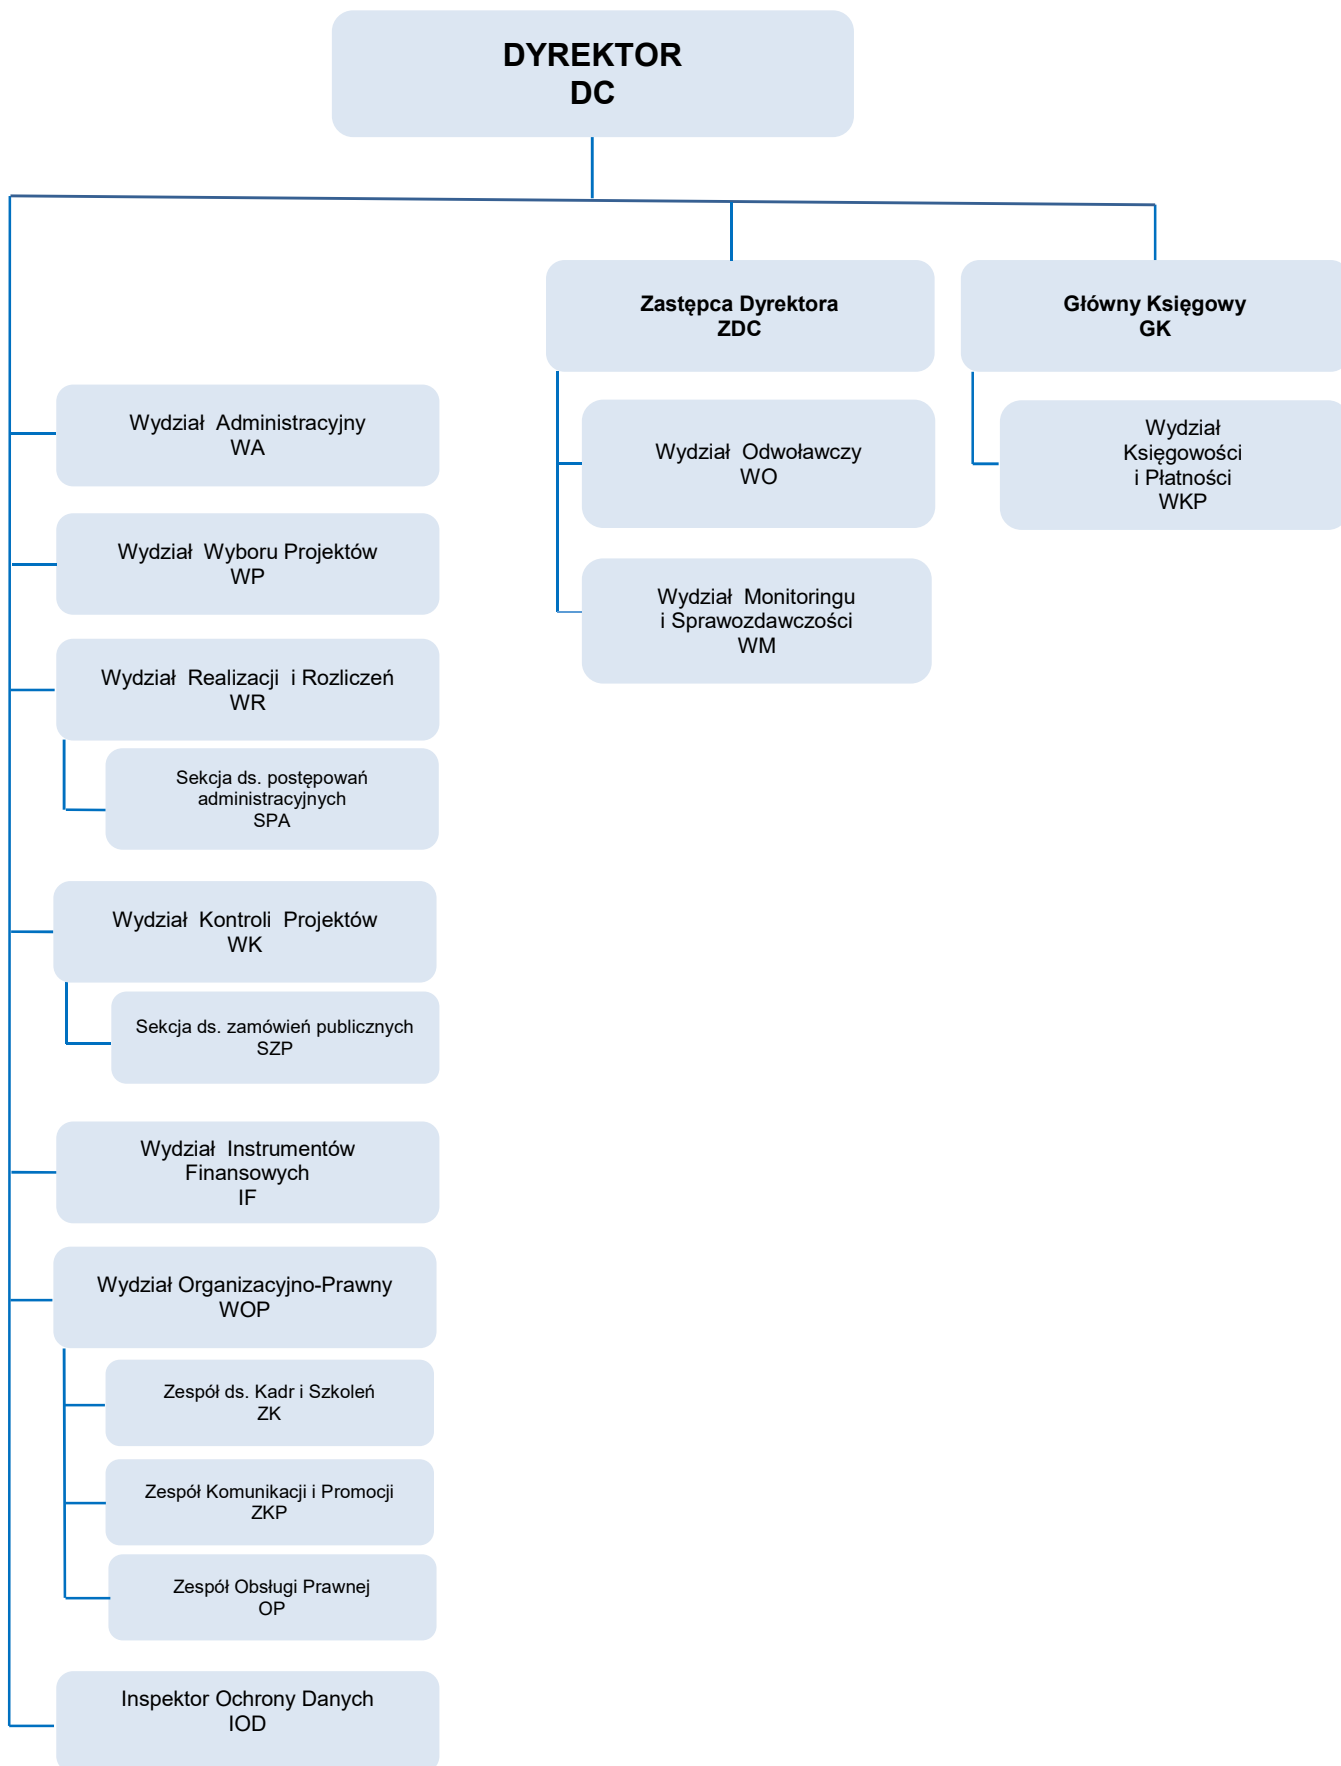 DYREKTOR
DC
Zastępca Dyrektora
ZDC
Główny Księgowy
GK
Wydział Administracyjny
WA
Wydział Odwoławczy
WO
Wydział
Księgowości
i Płatności
WKP
Wydział Wyboru Projektów
WP
Wydział Monitoringu
i Sprawozdawczości
WM
Wydział Realizacji i Rozliczeń
WR
Sekcja ds. postępowań
administracyjnych
SPA
Wydział Kontroli Projektów
WK
Sekcja ds. zamówień publicznych
SZP
Wydział Instrumentów
Finansowych
IF
Wydział Organizacyjno-Prawny
WOP
Zespół ds. Kadr i Szkoleń
ZK
Zespół Komunikacji i Promocji
ZKP
Zespół Obsługi Prawnej
OP
Inspektor Ochrony Danych
IOD